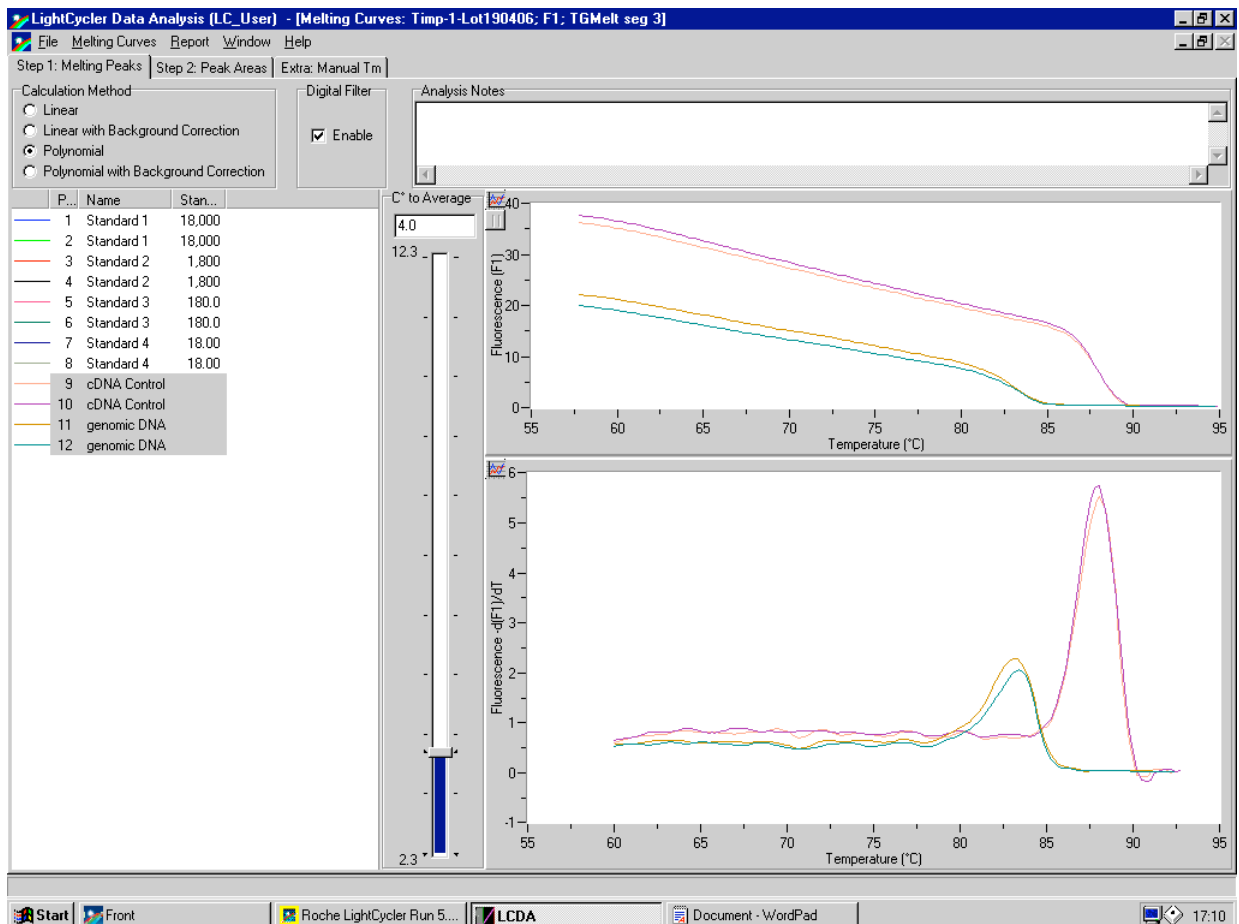 LightCycler Data Analysis (LC_User) - [Melting Curves: Timp-1-Lot190406; F1; TGMelt seg 3]
File Melting Curves Report Window Help
Step 1: Melting Peaks Step 2: Peak Areas Extra: Manual Tm
Calculation Method
Linear
Linear with Background Correction
Polynomial
Polynomial with Background Correction
Digital Filter
Enable
Analysis Notes
P... Name Stan...
1 Standard 1 18,000
2 Standard 1 18,000
3 Standard 2 1,800
4 Standard 2 1,800
5 Standard 3 180.0
6 Standard 3 180.0
7 Standard 4 18.00
8 Standard 4 18.00
9 cDNA Control
10 cDNA Control
11 genomic DNA
12 genomic DNA
C° to Average
4.0
12.3
2.3
40
30
20
10
0
Fluorescence (F1)
55 60 65 70 75 80 85 90 95
Temperature (°C)
6
5
4
3
2
1
0
-1
Fluorescence -d(F1)/dT
55 60 65 70 75 80 85 90 95
Temperature (°C)
Start Front Roche LightCycler Run 5.... LCDA Document - WordPad 17:10